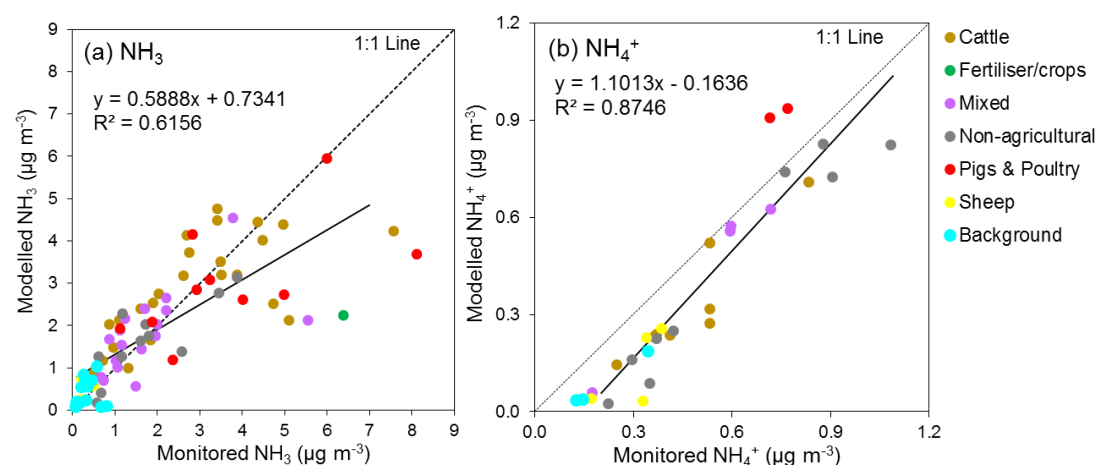 (a) NH₃
1:1 Line
y = 0.5888x + 0.7341
R² = 0.6156
9
8
7
6
5
4
3
2
1
0
Modelled NH₃ (µg m⁻³)
0 1 2 3 4 5 6 7 8 9
Monitored NH₃ (µg m⁻³)
(b) NH₄⁺
1:1 Line
y = 1.1013x - 0.1636
R² = 0.8746
1.2
0.9
0.6
0.3
0.0
Modelled NH₄⁺ (µg m⁻³)
0.0 0.3 0.6 0.9 1.2
Monitored NH₄⁺ (µg m⁻³)
Cattle
Fertiliser/crops
Mixed
Non-agricultural
Pigs & Poultry
Sheep
Background